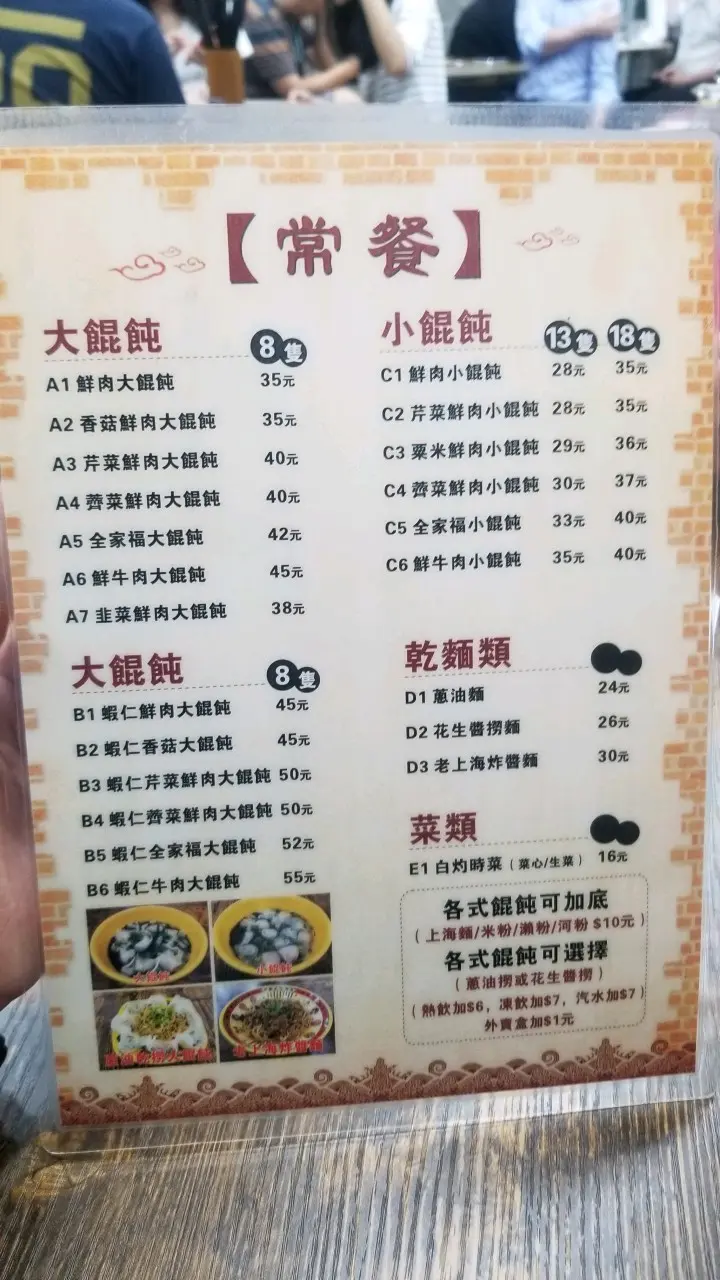 【常餐】
大餛飩 8隻
A1 鮮肉大餛飩 35元
A2 香菇鮮肉大餛飩 35元
A3 芹菜鮮肉大餛飩 40元
A4 薺菜鮮肉大餛飩 40元
A5 全家福大餛飩 42元
A6 鮮牛肉大餛飩 45元
A7 韭菜鮮肉大餛飩 38元
大餛飩 8隻
B1 蝦仁鮮肉大餛飩 45元
B2 蝦仁香菇大餛飩 45元
B3 蝦仁芹菜鮮肉大餛飩 50元
B4 蝦仁薺菜鮮肉大餛飩 50元
B5 蝦仁全家福大餛飩 52元
B6 蝦仁牛肉大餛飩 55元
大餛飩
小餛飩
老上海炸醬麵
小餛飩 13隻 18隻
C1 鮮肉小餛飩 28元 35元
C2 芹菜鮮肉小餛飩 28元 35元
C3 粟米鮮肉小餛飩 29元 36元
C4 薺菜鮮肉小餛飩 30元 37元
C5 全家福小餛飩 33元 40元
C6 鮮牛肉小餛飩 35元 40元
乾麵類
D1 蔥油麵 24元
D2 花生醬撈麵 26元
D3 老上海炸醬麵 30元
菜類
E1 白灼時菜（菜心/生菜） 16元
各式餛飩可加底
（上海麵/米粉/瀨粉/河粉 $10元）
各式餛飩可選擇
（蔥油撈或花生醬撈）
（熱飲加$6，凍飲加$7，汽水加$7）
外賣盒加$1元